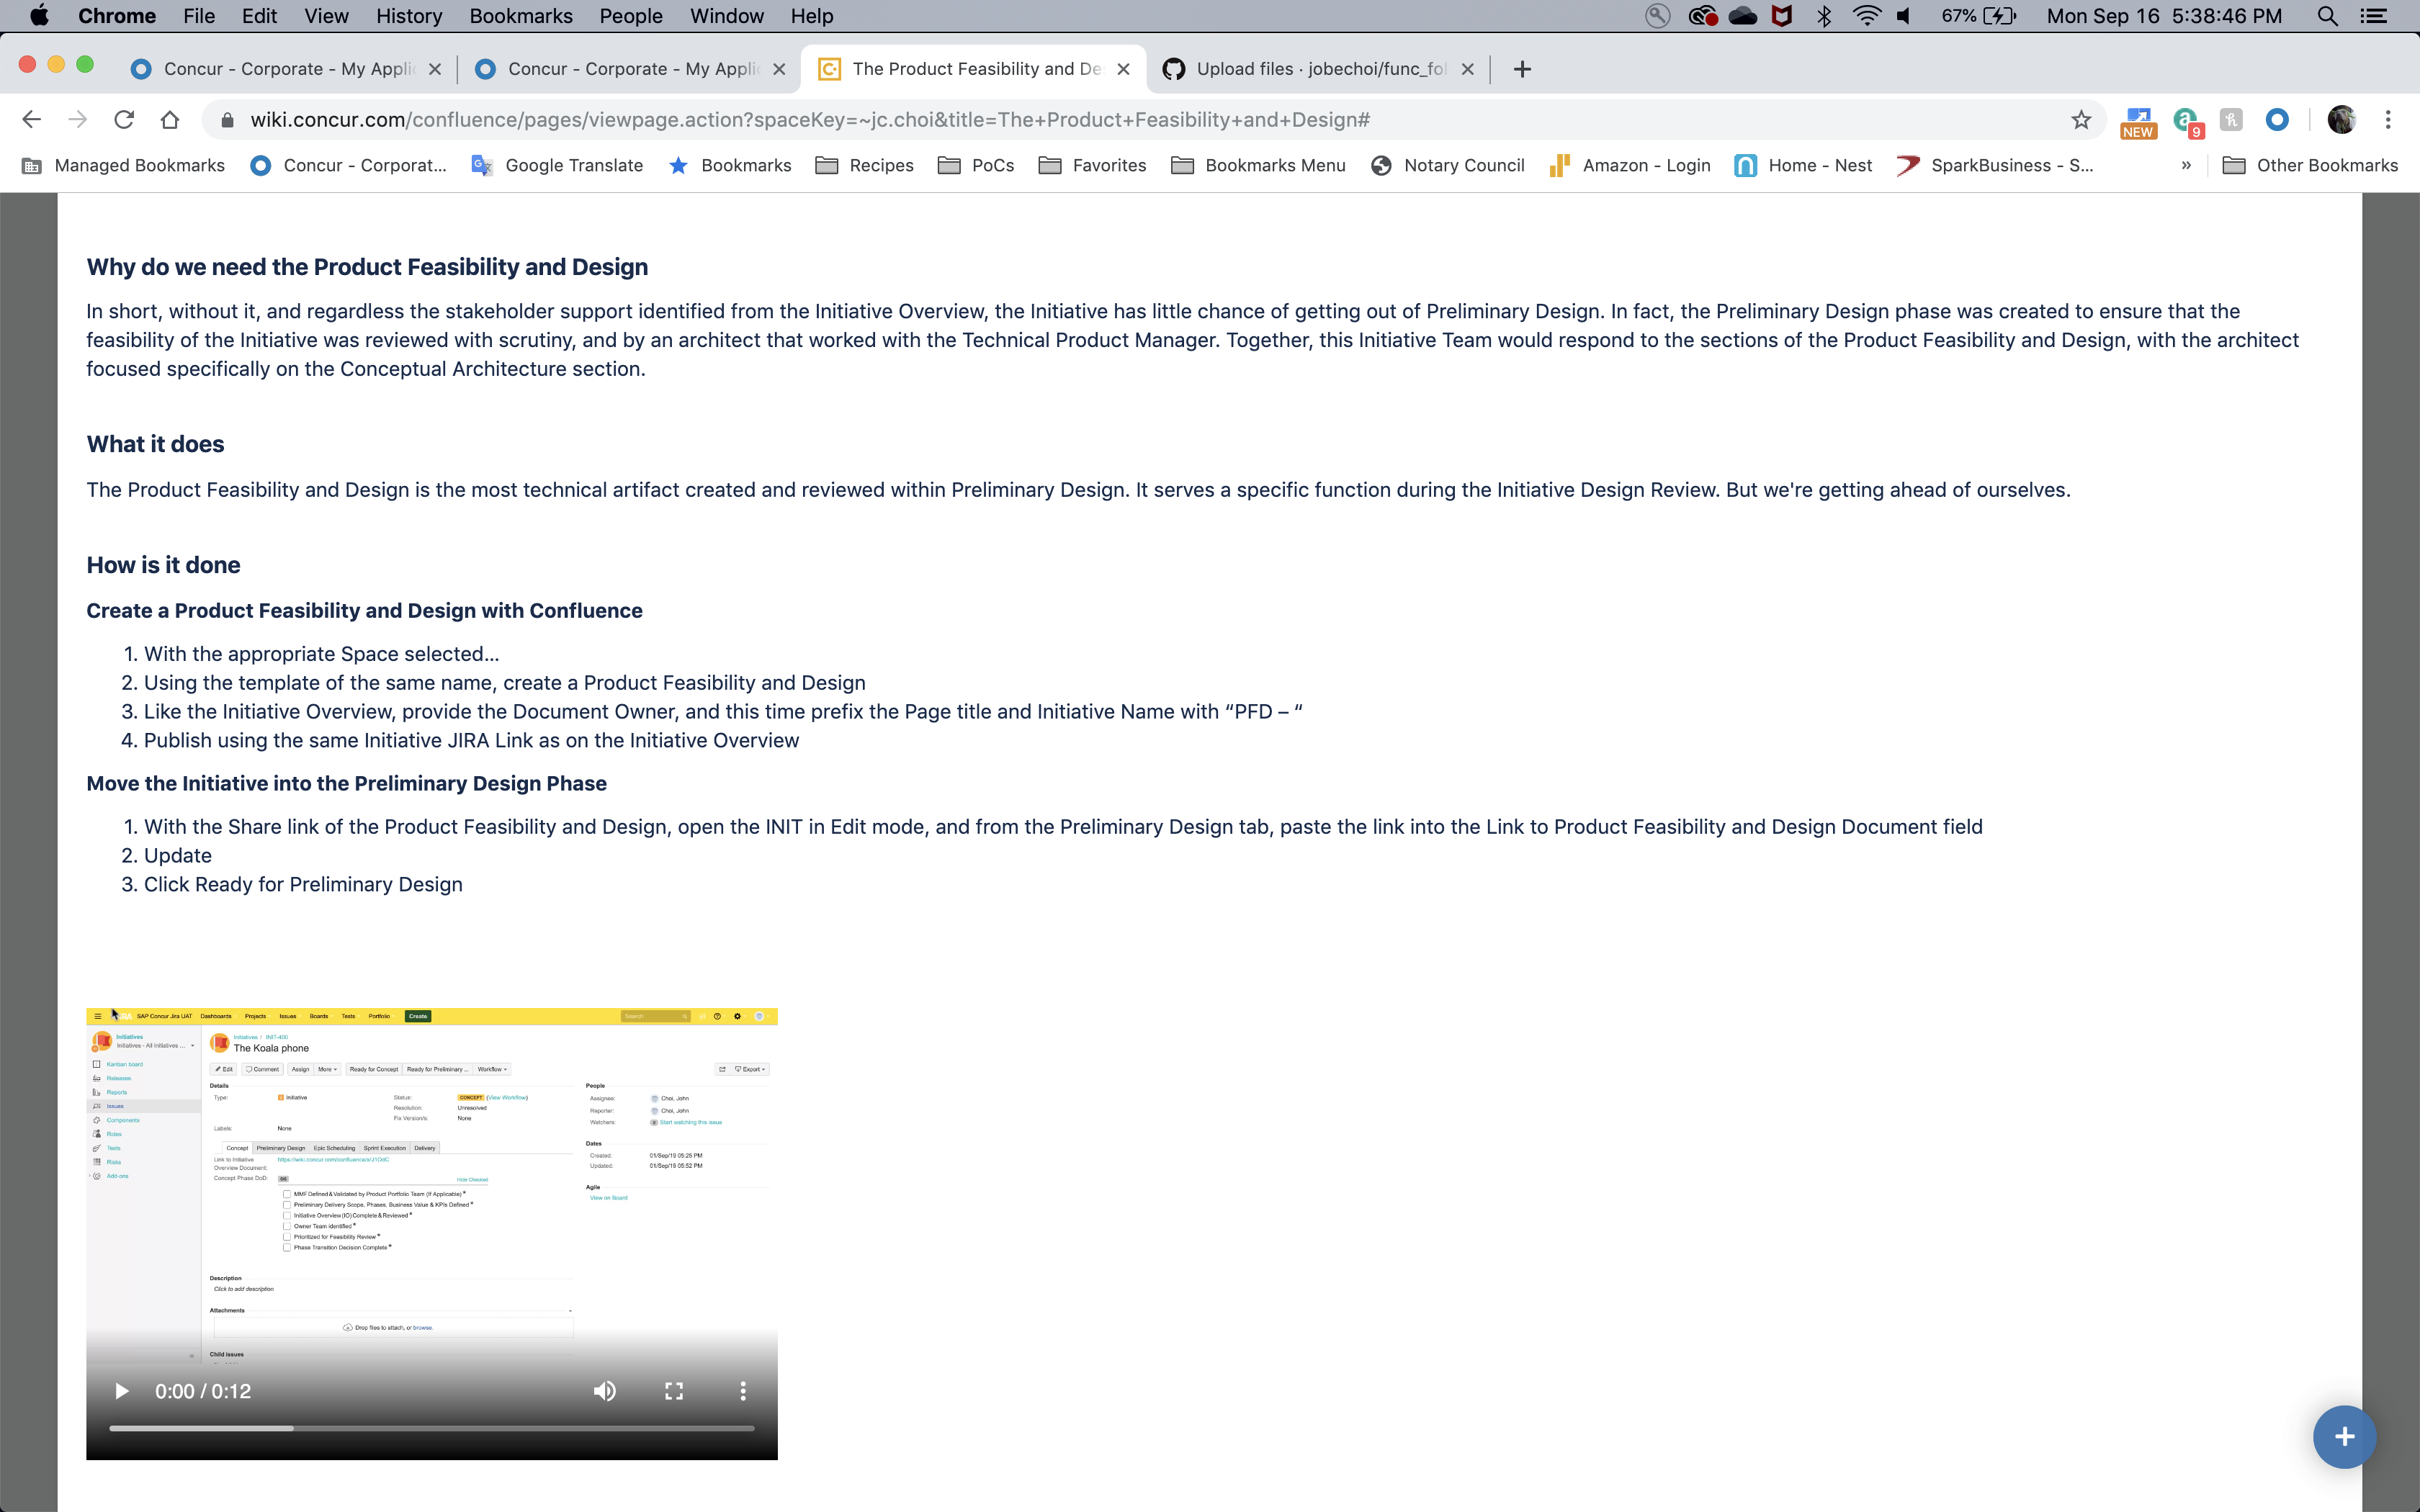 Chrome File Edit View History Bookmarks People Window Help 67% Mon Sep 16 5:38:46 PM
Concur - Corporate - My Appli Concur - Corporate - My Appli The Product Feasibility and De Upload files · jobechoi/func_fol
wiki.concur.com/confluence/pages/viewpage.action?spaceKey=~jc.choi&title=The+Product+Feasibility+and+Design# NEW 9
Managed Bookmarks Concur - Corporat... Google Translate Bookmarks Recipes PoCs Favorites Bookmarks Menu Notary Council Amazon - Login Home - Nest SparkBusiness - S... » Other Bookmarks
Why do we need the Product Feasibility and Design
In short, without it, and regardless the stakeholder support identified from the Initiative Overview, the Initiative has little chance of getting out of Preliminary Design. In fact, the Preliminary Design phase was created to ensure that the
feasibility of the Initiative was reviewed with scrutiny, and by an architect that worked with the Technical Product Manager. Together, this Initiative Team would respond to the sections of the Product Feasibility and Design, with the architect
focused specifically on the Conceptual Architecture section.
What it does
The Product Feasibility and Design is the most technical artifact created and reviewed within Preliminary Design. It serves a specific function during the Initiative Design Review. But we're getting ahead of ourselves.
How is it done
Create a Product Feasibility and Design with Confluence
1. With the appropriate Space selected...
2. Using the template of the same name, create a Product Feasibility and Design
3. Like the Initiative Overview, provide the Document Owner, and this time prefix the Page title and Initiative Name with “PFD – “
4. Publish using the same Initiative JIRA Link as on the Initiative Overview
Move the Initiative into the Preliminary Design Phase
1. With the Share link of the Product Feasibility and Design, open the INIT in Edit mode, and from the Preliminary Design tab, paste the link into the Link to Product Feasibility and Design Document field
2. Update
3. Click Ready for Preliminary Design
SAP Concur Jira UAT Dashboards Projects Issues Boards Tests Portfolio Create Search
Initiatives
Initiatives - All Initiatives ...
Kanban board
Releases
Reports
Issues
Components
Roles
Tests
Risks
Add-ons
Initiatives / INIT-400
The Koala phone
Edit Comment Assign More Ready for Concept Ready for Preliminary ... Workflow Export
Details
Type: Initiative Status: CONCEPT (View Workflow)
Resolution: Unresolved
Fix Version/s: None
Labels: None
Concept Preliminary Design Epic Scheduling Sprint Execution Delivery
Link to Initiative
Overview Document:
Concept Phase DoD: 0/6 Hide Checked
MMF Defined & Validated by Product Portfolio Team (If Applicable) *
Preliminary Delivery Scope, Phases, Business Value & KPIs Defined *
Initiative Overview (IO) Complete & Reviewed *
Owner Team identified *
Prioritized for Feasibility Review *
Phase Transition Decision Complete *
Description
Click to add description
Attachments
Drop files to attach, or browse.
Child issues
People
Assignee: Choi, John
Reporter: Choi, John
Watchers: 0 Start watching this issue
Dates
Created: 01/Sep/19 05:25 PM
Updated: 01/Sep/19 05:52 PM
Agile
View on Board
0:00 / 0:12